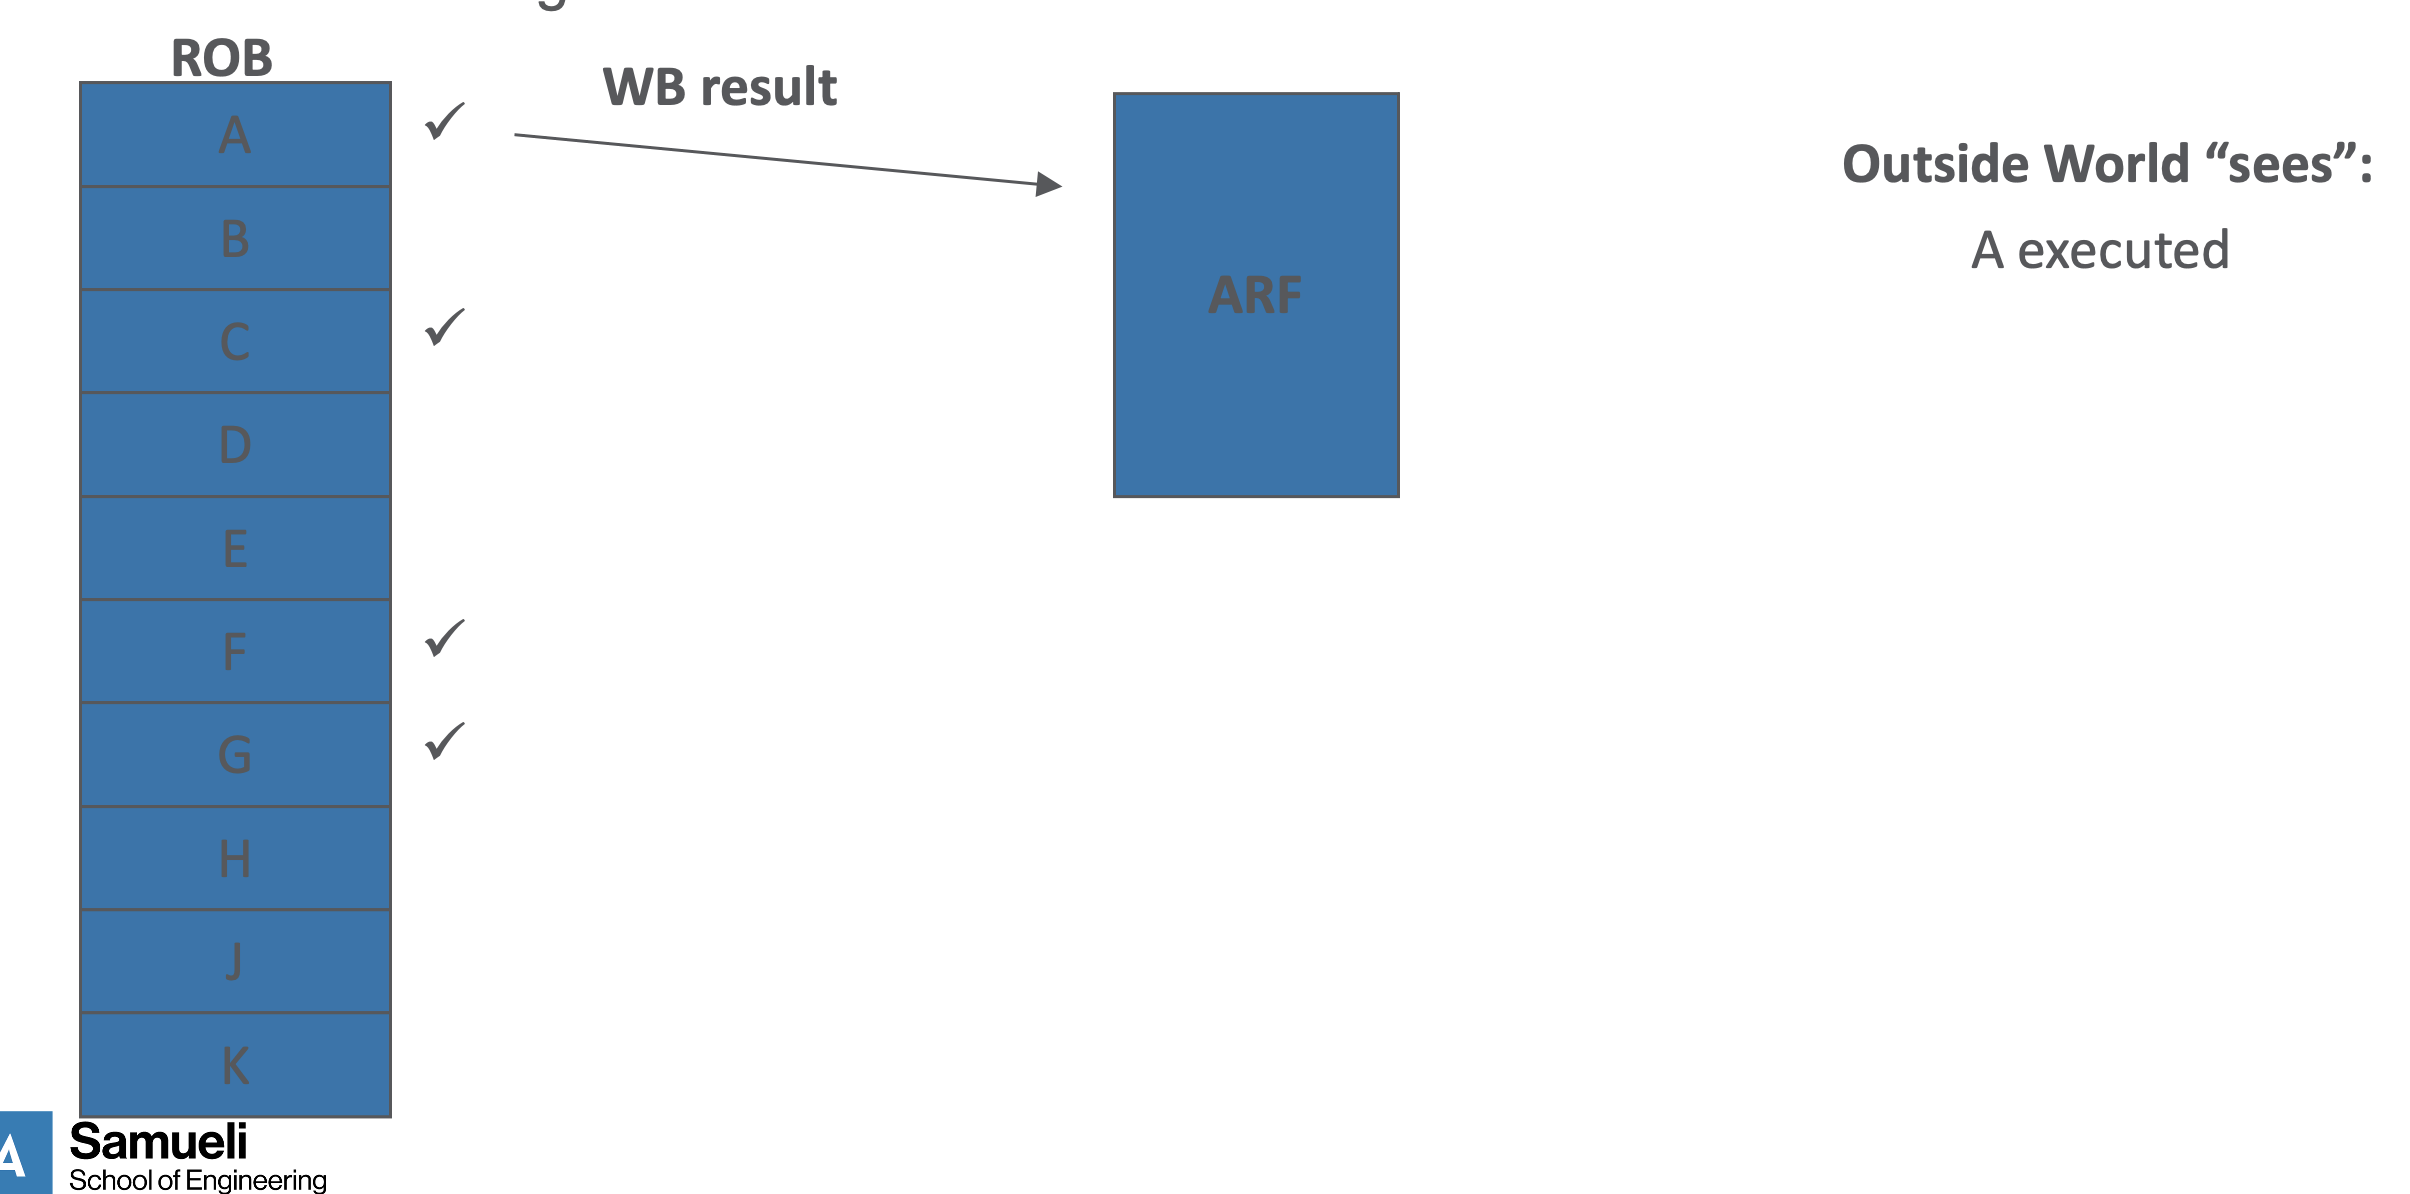 ROB
WB result
A
B
C
D
E
F
G
H
J
K
ARF
Outside World “sees”:
A executed
A
Samueli
School of Engineering